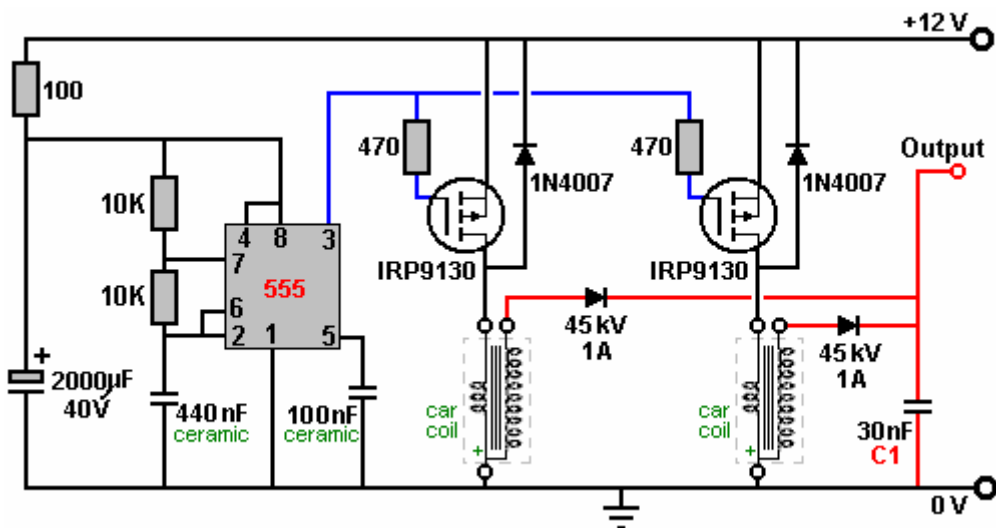 +12 V
100
470
470
Output
1N4007
1N4007
10K
4
8
3
7
IRP9130
IRP9130
10K
555
6
2
1
5
45 kV
1A
45 kV
1A
+
2000µF
40V
440 nF
ceramic
100nF
ceramic
car
coil
+
car
coil
+
30nF
C1
0 V